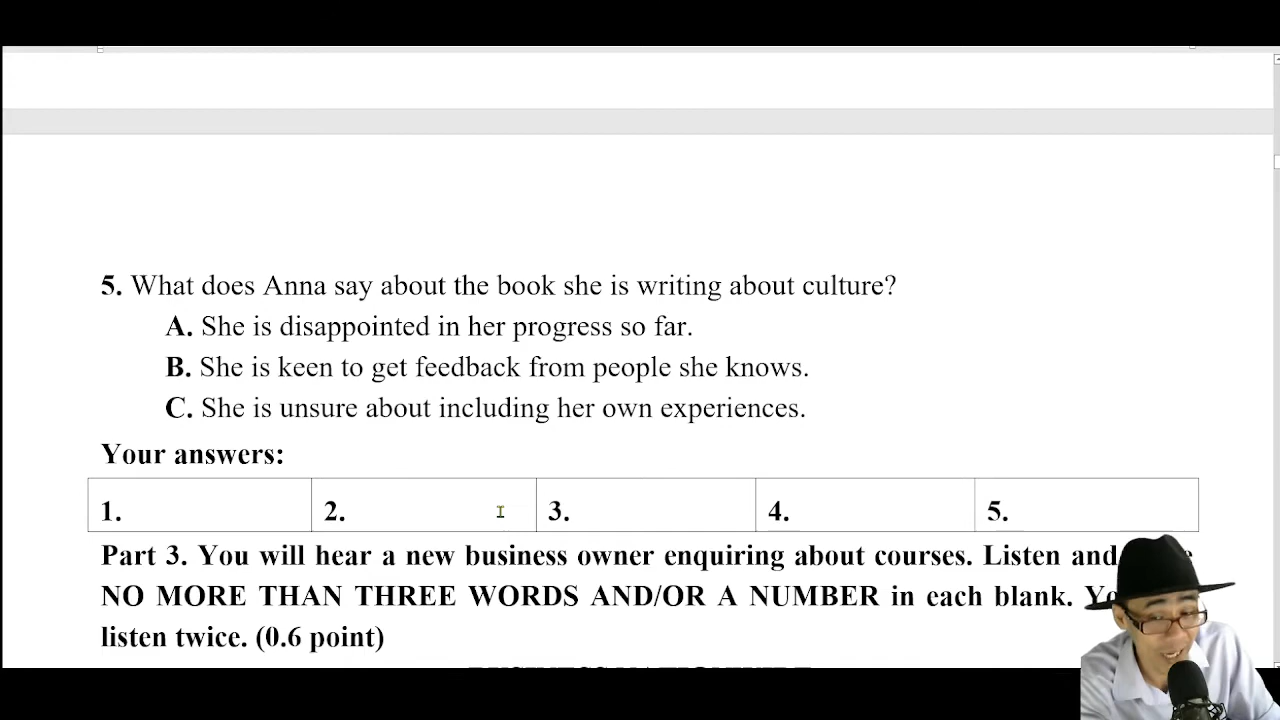 5. What does Anna say about the book she is writing about culture?
A. She is disappointed in her progress so far.
B. She is keen to get feedback from people she knows.
C. She is unsure about including her own experiences.
Your answers:
1. 2. 3. 4. 5.
Part 3. You will hear a new business owner enquiring about courses. Listen and
NO MORE THAN THREE WORDS AND/OR A NUMBER in each blank.
listen twice. (0.6 point)